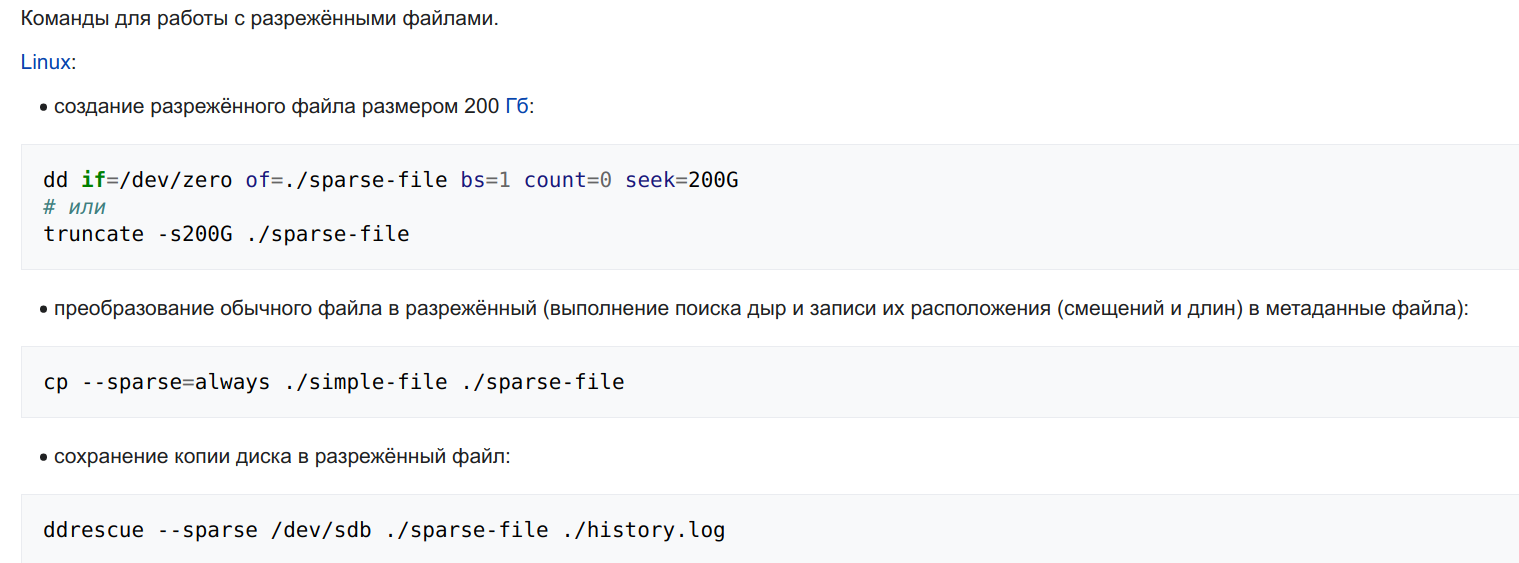 Команды для работы с разрежёнными файлами.
Linux:
• создание разрежённого файла размером 200 Гб:
dd if=/dev/zero of=./sparse-file bs=1 count=0 seek=200G
# или
truncate -s200G ./sparse-file
• преобразование обычного файла в разрежённый (выполнение поиска дыр и записи их расположения (смещений и длин) в метаданные файла):
cp --sparse=always ./simple-file ./sparse-file
• сохранение копии диска в разрежённый файл:
ddrescue --sparse /dev/sdb ./sparse-file ./history.log